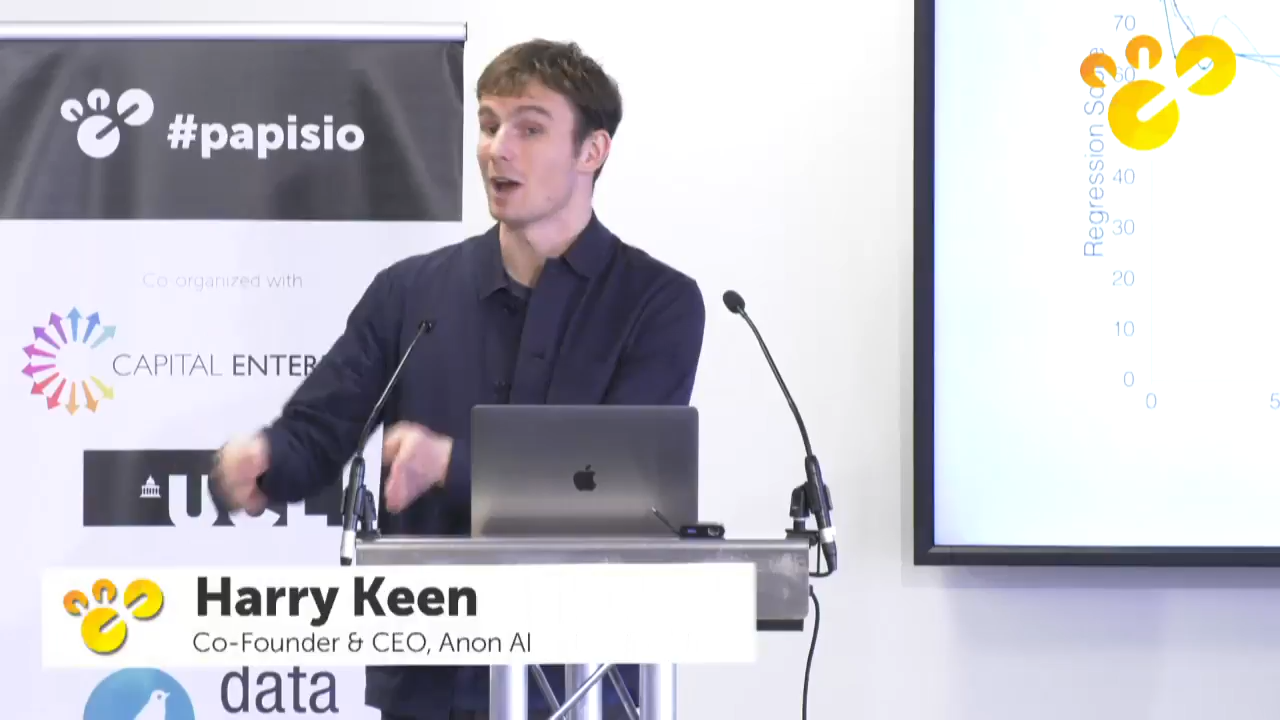 #papisio
Co-organized with
CAPITAL ENTER
UCL
Harry Keen
Co-Founder & CEO, Anon AI
data
Regression
70
60
40
30
20
10
0
0
5